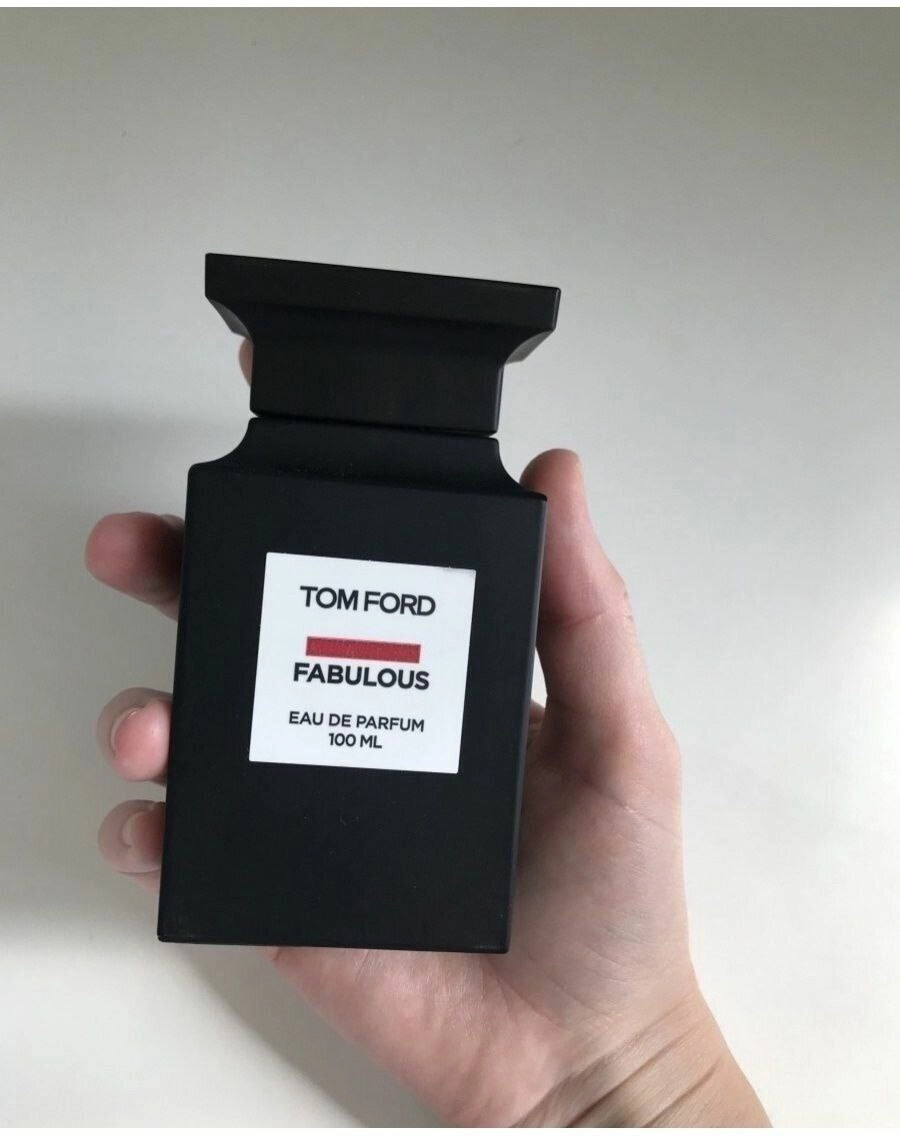 TOM FORD
FABULOUS
EAU DE PARFUM
100 ML